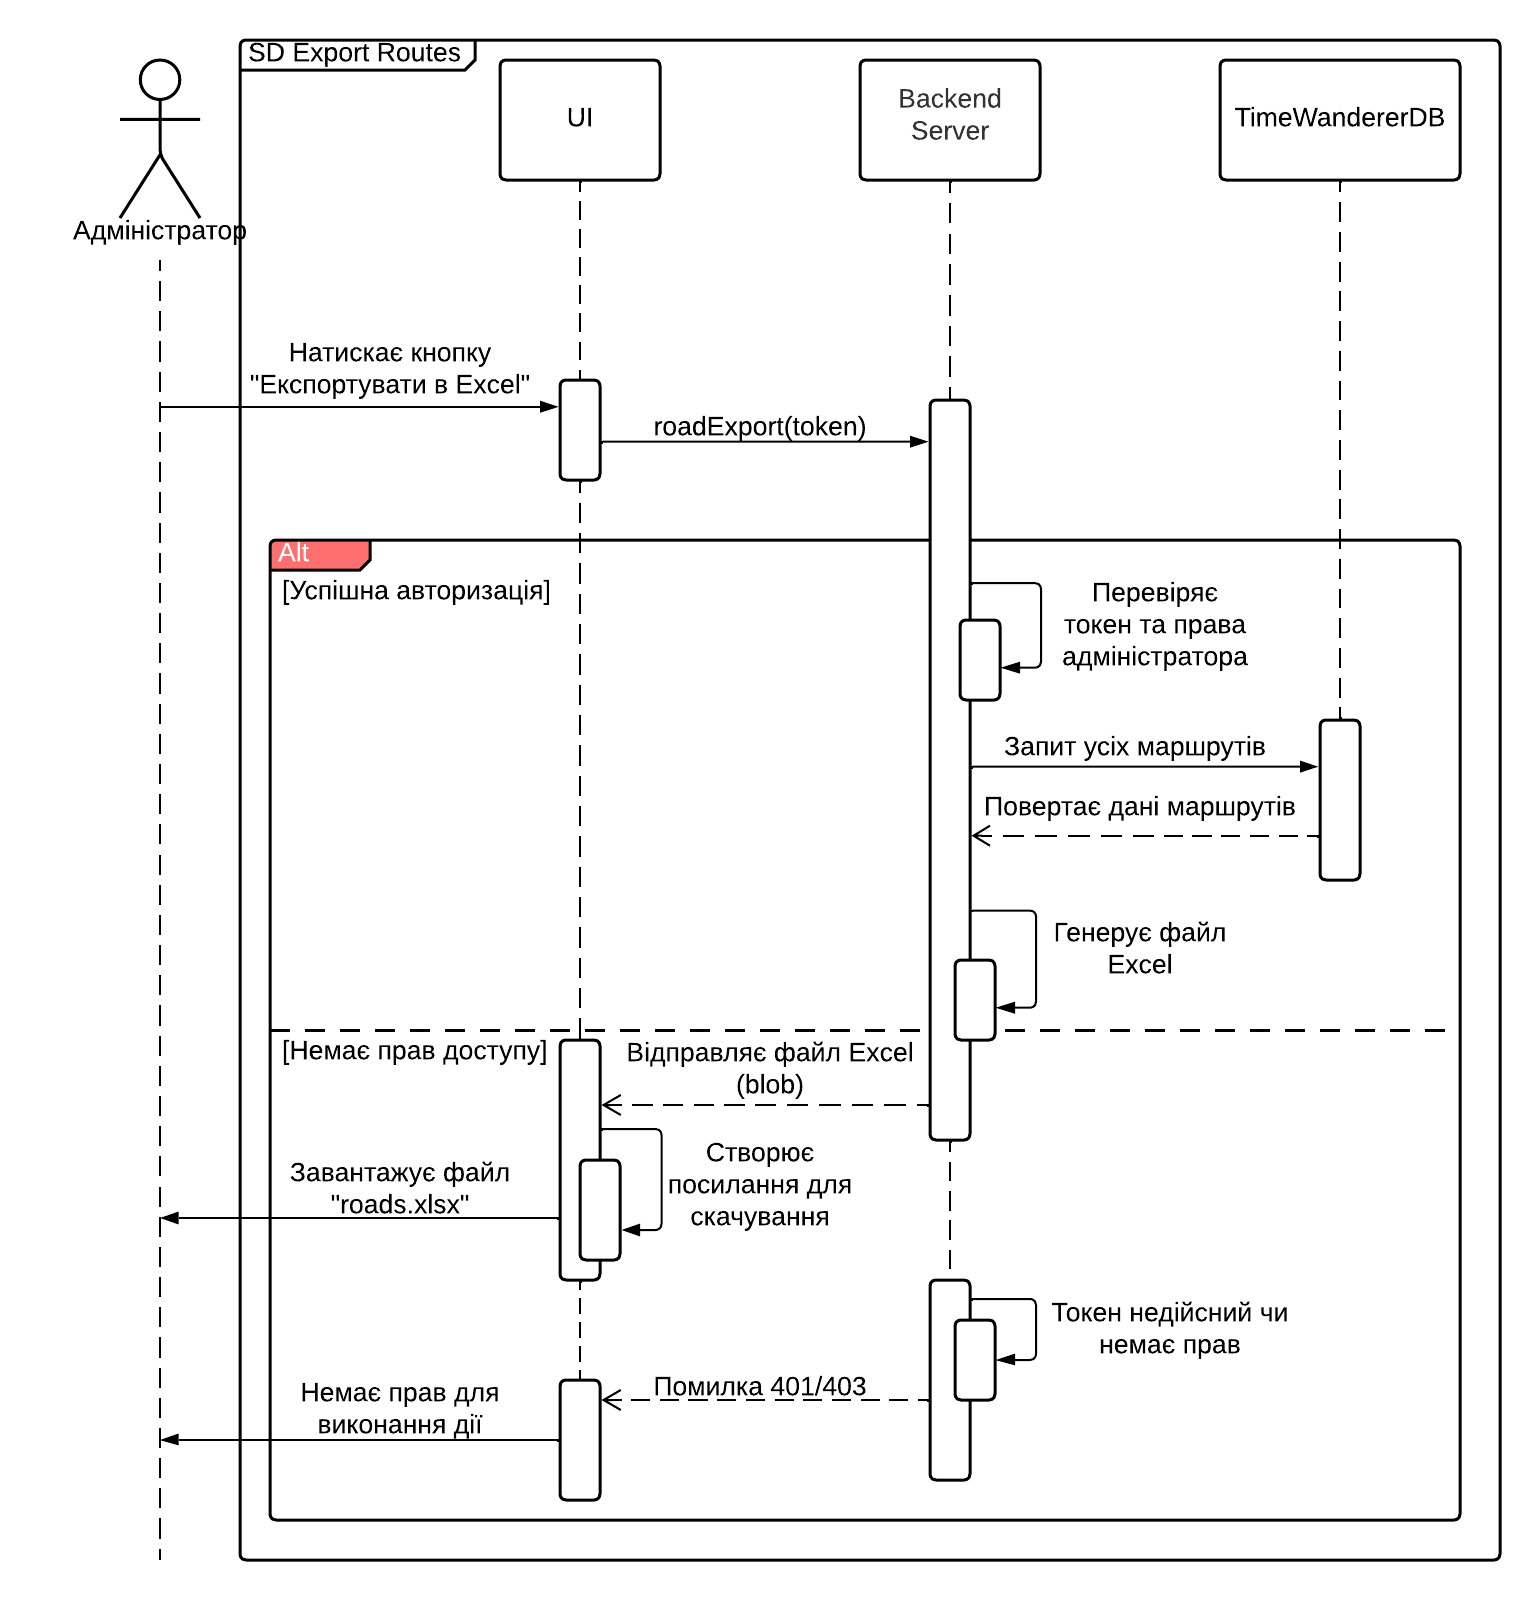 SD Export Routes
UI
Backend
Server
TimeWandererDB
Адміністратор
Натискає кнопку
"Експортувати в Excel"
roadExport(token)
Alt
[Успішна авторизація]
Перевіряє
токен та права
адміністратора
Запит усіх маршрутів
Повертає дані маршрутів
Генерує файл
Excel
[Немає прав доступу]
Відправляє файл Excel
(blob)
Створює
посилання для
скачування
Завантажує файл
"roads.xlsx"
Токен недійсний чи
немає прав
Помилка 401/403
Немає прав для
виконання дії